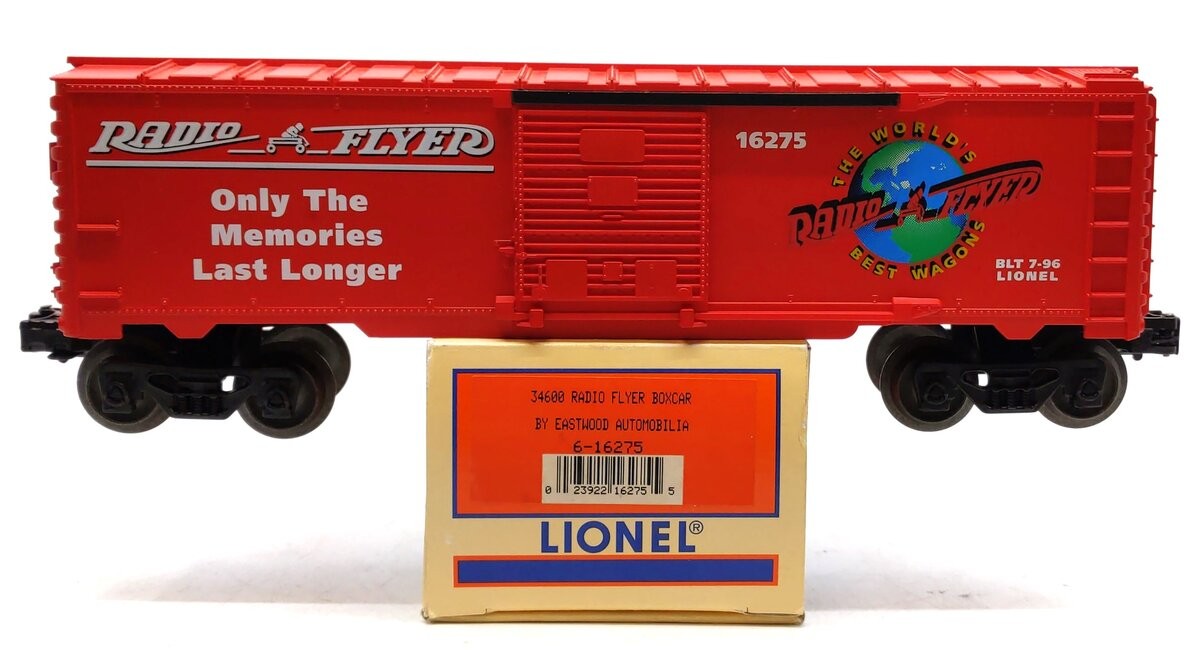 RADIO FLYER
Only The
Memories
Last Longer
16275
THE WORLD'S
RADIO FLYER
BEST WAGONS
BLT 7-96
LIONEL
34600 RADIO FLYER BOXCAR
BY EASTWOOD AUTOMOBILIA
6-16275
0 23922 16275 5
LIONEL®